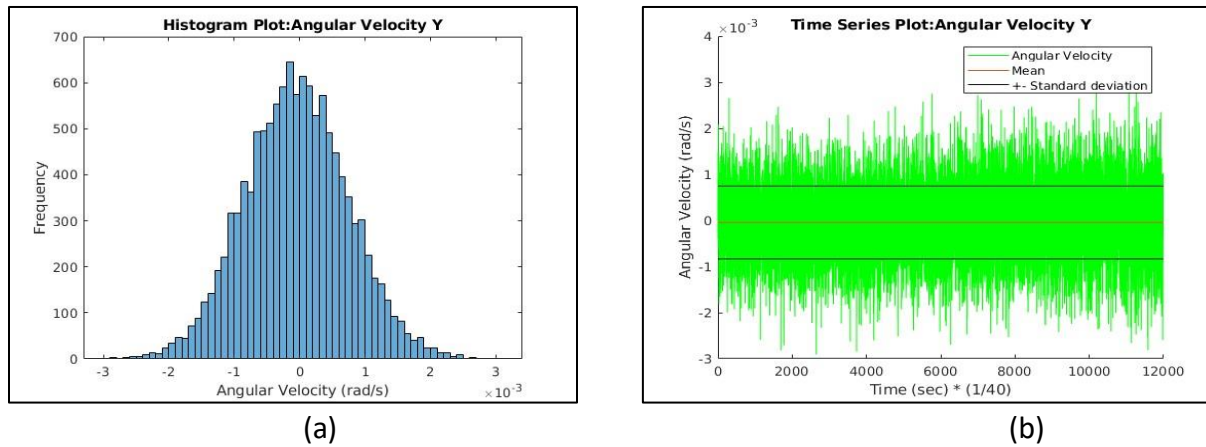 Histogram Plot:Angular Velocity Y
700
600
500
400
300
200
100
0
Frequency
-3 -2 -1 0 1 2 3
Angular Velocity (rad/s)
×10⁻³
(a)
Time Series Plot:Angular Velocity Y
×10⁻³
4
3
2
1
0
-1
-2
-3
Angular Velocity (rad/s)
Angular Velocity
Mean
+- Standard deviation
0 2000 4000 6000 8000 10000 12000
Time (sec) * (1/40)
(b)